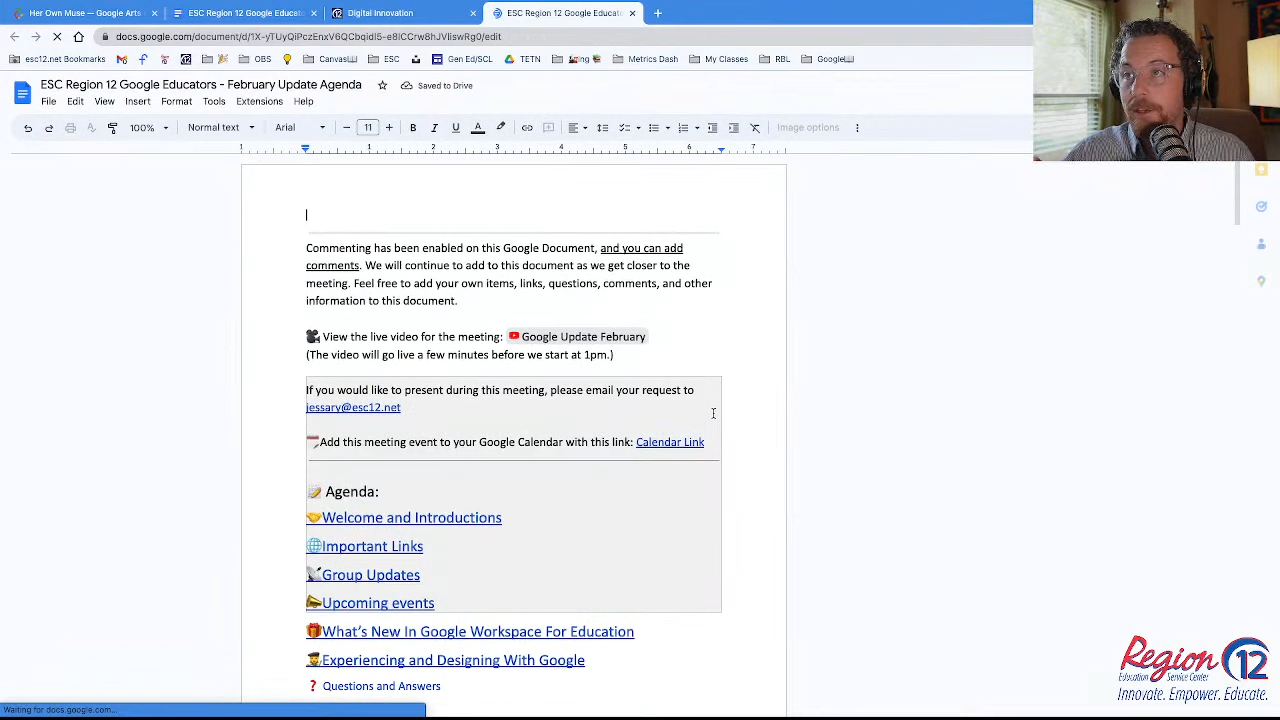 Her Own Muse — Google Arts
ESC Region 12 Google Educato
Digital Innovation
ESC Region 12 Google Educato
esc12.net Bookmarks
OBS
Canvas
ESC
Gen Ed/SCL
TETN
Metrics Dash
My Classes
RBL
Google
ESC Region 12 Google Educators - February Update Agenda
Saved to Drive
File Edit View Insert Format Tools Extensions Help
100% Normal text Arial 11 B I U A Image options
1 1 2 3 4 5 6 7
Commenting has been enabled on this Google Document, and you can add
comments. We will continue to add to this document as we get closer to the
meeting. Feel free to add your own items, links, questions, comments, and other
information to this document.
View the live video for the meeting: Google Update February
(The video will go live a few minutes before we start at 1pm.)
If you would like to present during this meeting, please email your request to
jessary@esc12.net
Add this meeting event to your Google Calendar with this link: Calendar Link
Agenda:
Welcome and Introductions
Important Links
Group Updates
Upcoming events
What's New In Google Workspace For Education
Experiencing and Designing With Google
Questions and Answers
Waiting for docs.google.com...
Region 12
Education Service Center
Innovate. Empower. Educate.